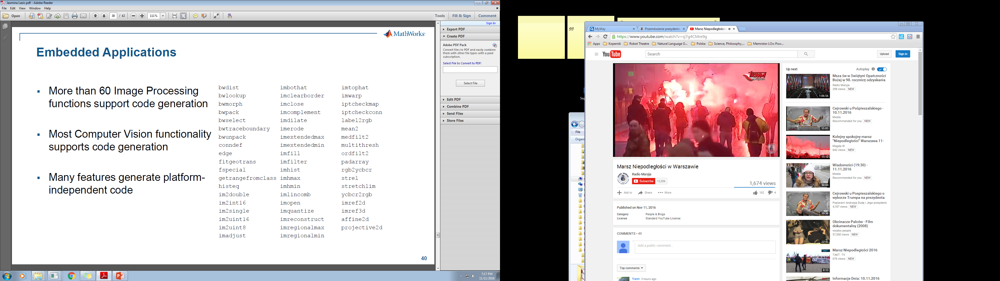 Jasmina Lazic.pdf - Adobe Reader
File Edit View Window Help
Open 38 / 42 111% Tools Fill & Sign Comment
Sign In
MathWorks
Embedded Applications
More than 60 Image Processing
functions support code generation
Most Computer Vision functionality
supports code generation
Many features generate platform-
independent code
bwdist
bwlookup
bwmorph
bwpack
bwselect
bwtraceboundary
bwunpack
conndef
edge
fitgeotrans
fspecial
getrangefromclass
histeq
im2double
im2int16
im2single
im2uint16
im2uint8
imadjust
imbothat
imclearborder
imclose
imcomplement
imdilate
imerode
imextendedmax
imextendedmin
imfill
imfilter
imhist
imhmax
imhmin
imlincomb
imopen
imquantize
imreconstruct
imregionalmax
imregionalmin
imtophat
imwarp
iptcheckmap
iptcheckconn
label2rgb
mean2
medfilt2
multithresh
ordfilt2
padarray
rgb2ycbcr
strel
stretchlim
ycbcr2rgb
imref2d
imref3d
affine2d
projective2d
40
Export PDF
Create PDF
Adobe PDF Pack
Convert files to PDF and easily combine
them with other file types with a paid
subscription.
Select File to Convert to PDF:
Select File
Edit PDF
Combine PDF
Send Files
Store Files
7:17 PM
11/11/2016
gg
Sop
File
Organi
MyWay Przemówienie prezydenta Marsz Niepodległości w
https://www.youtube.com/watch?v=sj7g4CMre9g
Apps Kopernik Robot Theatre Natural Language O... Polska Science, Philosophy,... Memristor LOw Pow...
YouTube Search Upload Sign in
TRWAM
na żywo
Marsz Niepodległości w Warszawie
Radio Maryja
Subscribe 12,206
1,674 views
Add to Share More 182 4
Published on Nov 11, 2016
Category People & Blogs
License Standard YouTube License
COMMENTS • 49
Add a public comment...
Top comments
Yann 3 hours ago
Up next Autoplay
Msza św w Świątyni Opatrzności
Bożej w 98. rocznicę odzyskania
Radio Maryja
298 views NEW
1:06:56
Cejrowski u Pośpieszalskiego -
10.11.2016
Media
Recommended for you NEW
55:03
Kolejny spokojny marsz
"Niepodległości" Warszawa 11-
Magda W
642 views NEW
15:12
Wiadomości (19:30) -
11.11.2016
Media
Recommended for you NEW
30:04
Cejrowski u Pospieszalskiego o
wyborze Trumpa na prezydenta
Popieram Andrzeja Dudę i Jego prezydent
4,187 views NEW
39:38
Obcinacze Palców - Film
dokumentalny (2008)
voodoo people
57,550 views NEW
22:41
Marsz Niepodległości 2016
TAKT. TV
676 views NEW
8:13
Informacje Dnia: 10.11.2016